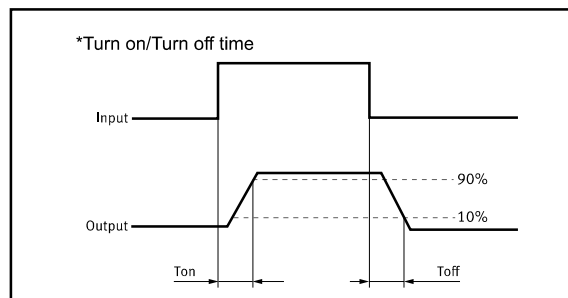 *Turn on/Turn off time
Input
90%
10%
Output
Ton
Toff